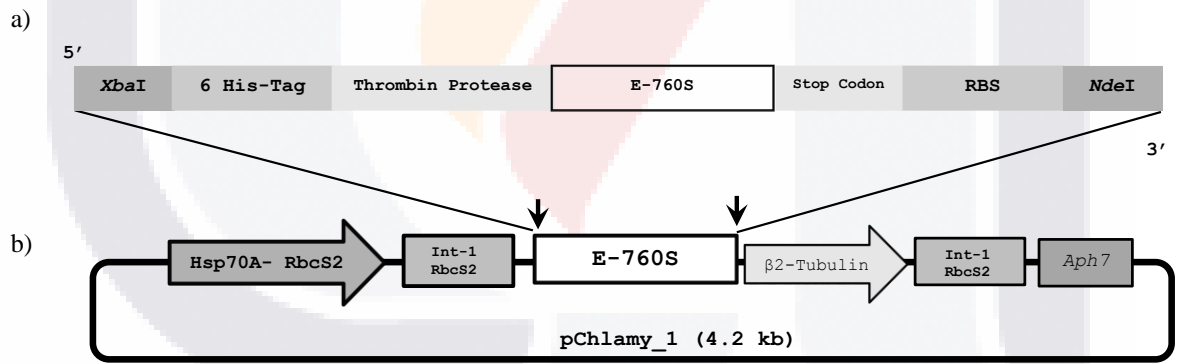 a)
5’
XbaI 6 His-Tag Thrombin Protease E-760S Stop Codon RBS NdeI
3’
b)
Hsp70A- RbcS2 Int-1 RbcS2 E-760S β2-Tubulin Int-1 RbcS2 Aph7
pChlamy_1 (4.2 kb)